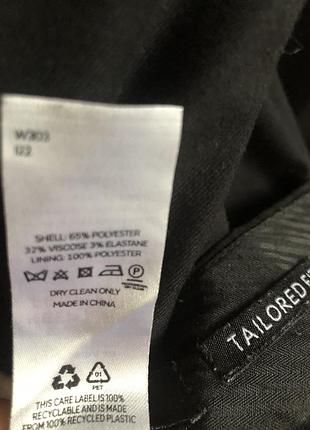 W303
U22
SHELL: 65% POLYESTER
32% VISCOSE 3% ELASTANE
LINING: 100% POLYESTER
P
DRY CLEAN ONLY
MADE IN CHINA
01
PET
THIS CARE LABEL IS 100%
RECYCLABLE AND IS MADE
FROM 100% RECYCLED PLASTIC
TAILORED